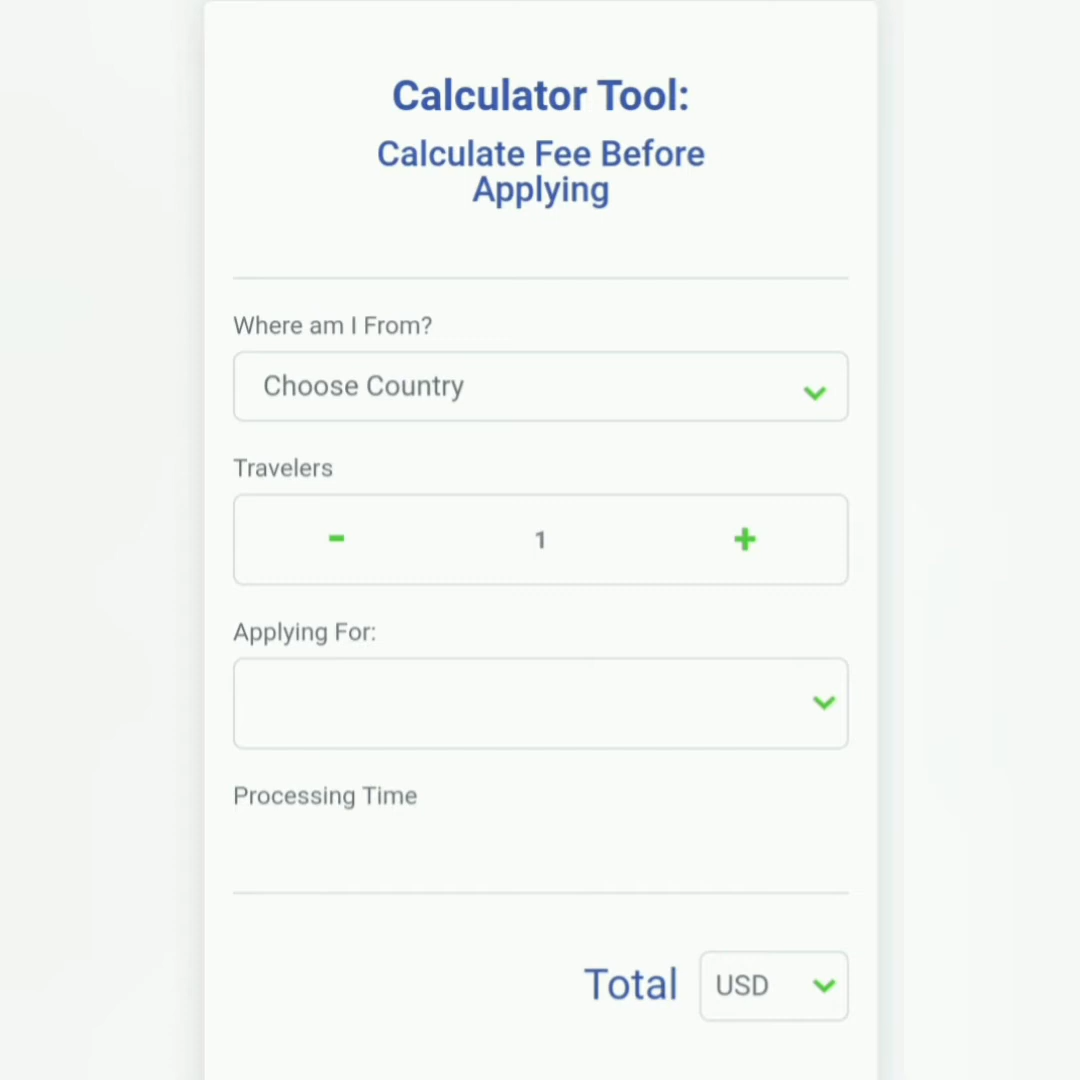 Calculator Tool:
Calculate Fee Before
Applying
Where am I From?
Choose Country
Travelers
- 1 +
Applying For:
Processing Time
Total USD